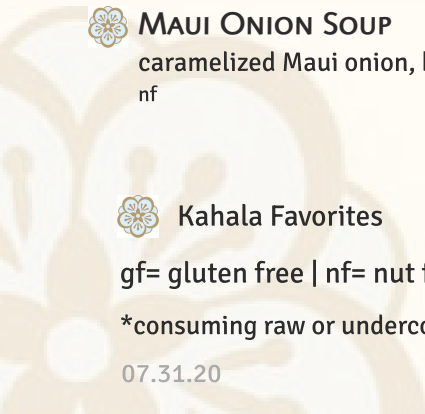 Maui Onion Soup
caramelized Maui onion,
nf
Kahala Favorites
gf= gluten free | nf= nut
*consuming raw or
07.31.20